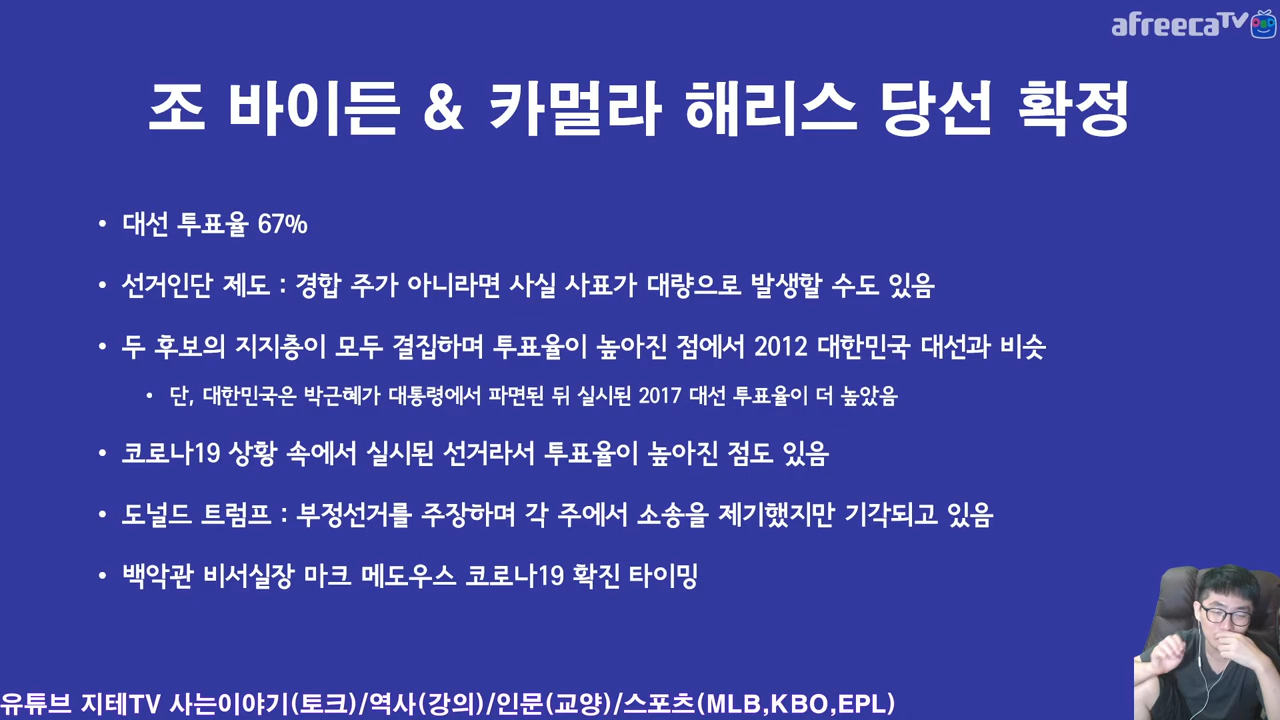 afreecaTV
조 바이든 & 카멀라 해리스 당선 확정
• 대선 투표율 67%
• 선거인단 제도 : 경합 주가 아니라면 사실 사표가 대량으로 발생할 수도 있음
• 두 후보의 지지층이 모두 결집하며 투표율이 높아진 점에서 2012 대한민국 대선과 비슷
• 단, 대한민국은 박근혜가 대통령에서 파면된 뒤 실시된 2017 대선 투표율이 더 높았음
• 코로나19 상황 속에서 실시된 선거라서 투표율이 높아진 점도 있음
• 도널드 트럼프 : 부정선거를 주장하며 각 주에서 소송을 제기했지만 기각되고 있음
• 백악관 비서실장 마크 메도우스 코로나19 확진 타이밍
유튜브 지테TV 사는이야기(토크)/역사(강의)/인문(교양)/스포츠(MLB,KBO,EPL)